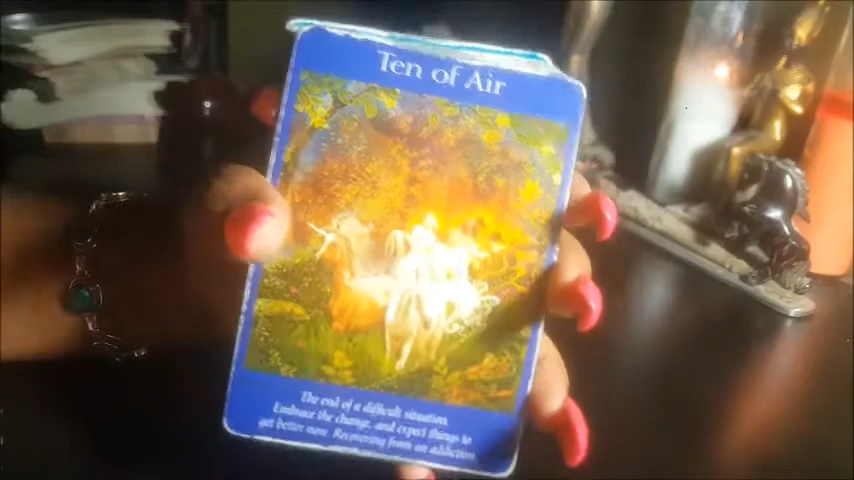 Ten of Air
The end of a difficult situation.
Embrace the change, and expect things to
get better now. Recovering from an addiction.